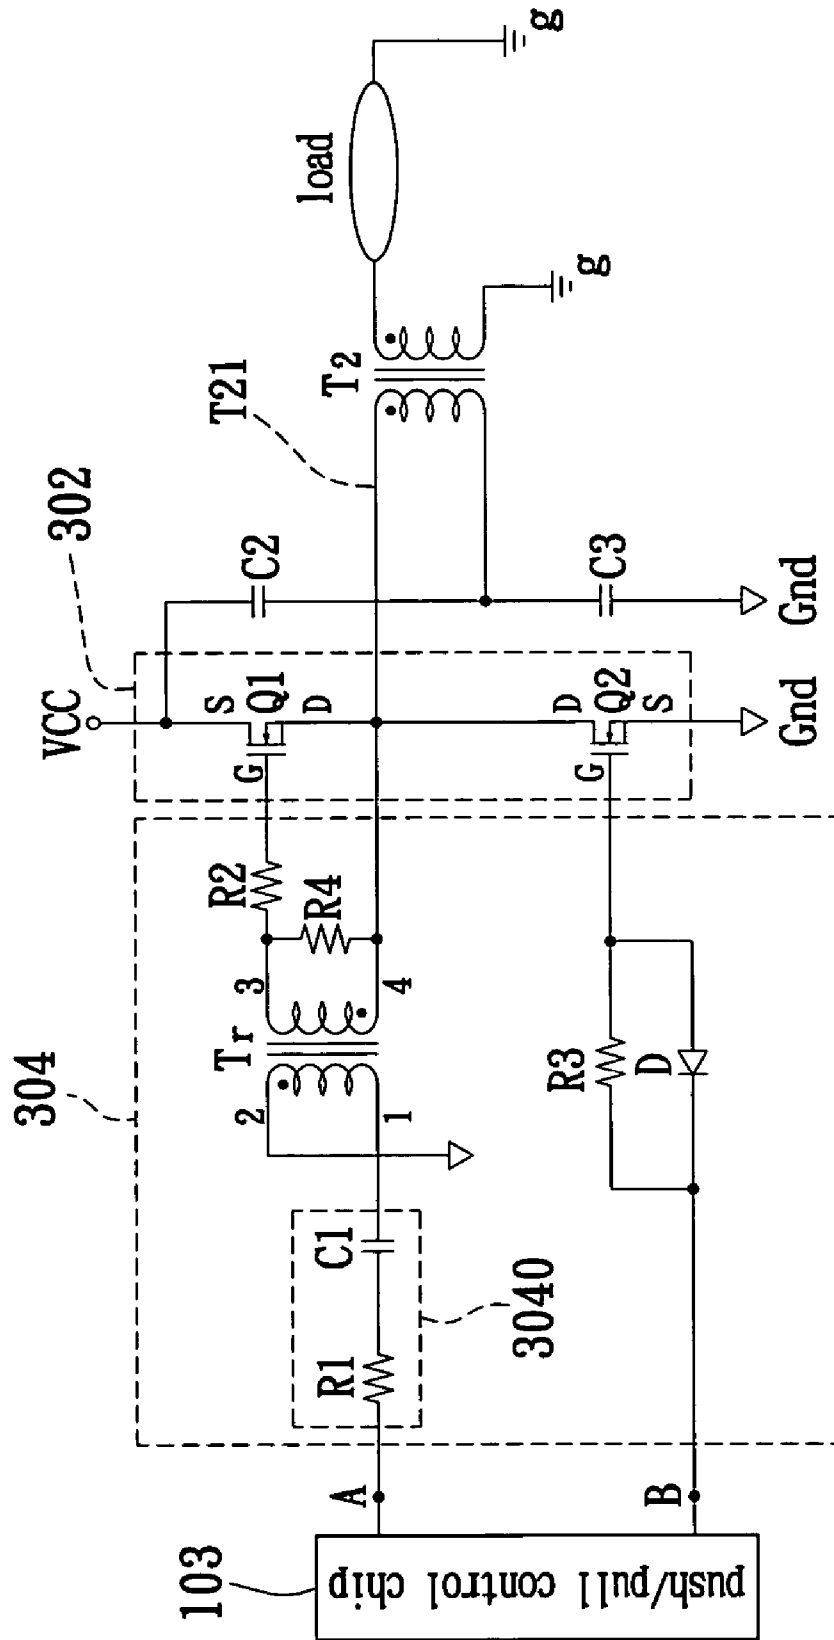 103
push/pull control chip
A
B
304
3040
R1
C1
2
1
Tr
3
4
R4
R2
R3
D
302
VCC
S
Q1
D
G
D
Q2
S
G
Gnd
C2
C3
Gnd
T21
T2
g
load
g